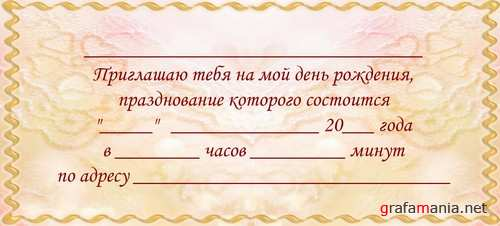 ____________________
Приглашаю тебя на мой день рождения,
празднование которого состоится
"_____" ______________ 20___ года
в ________ часов _________ минут
по адресу ______________________________
grafamania.net